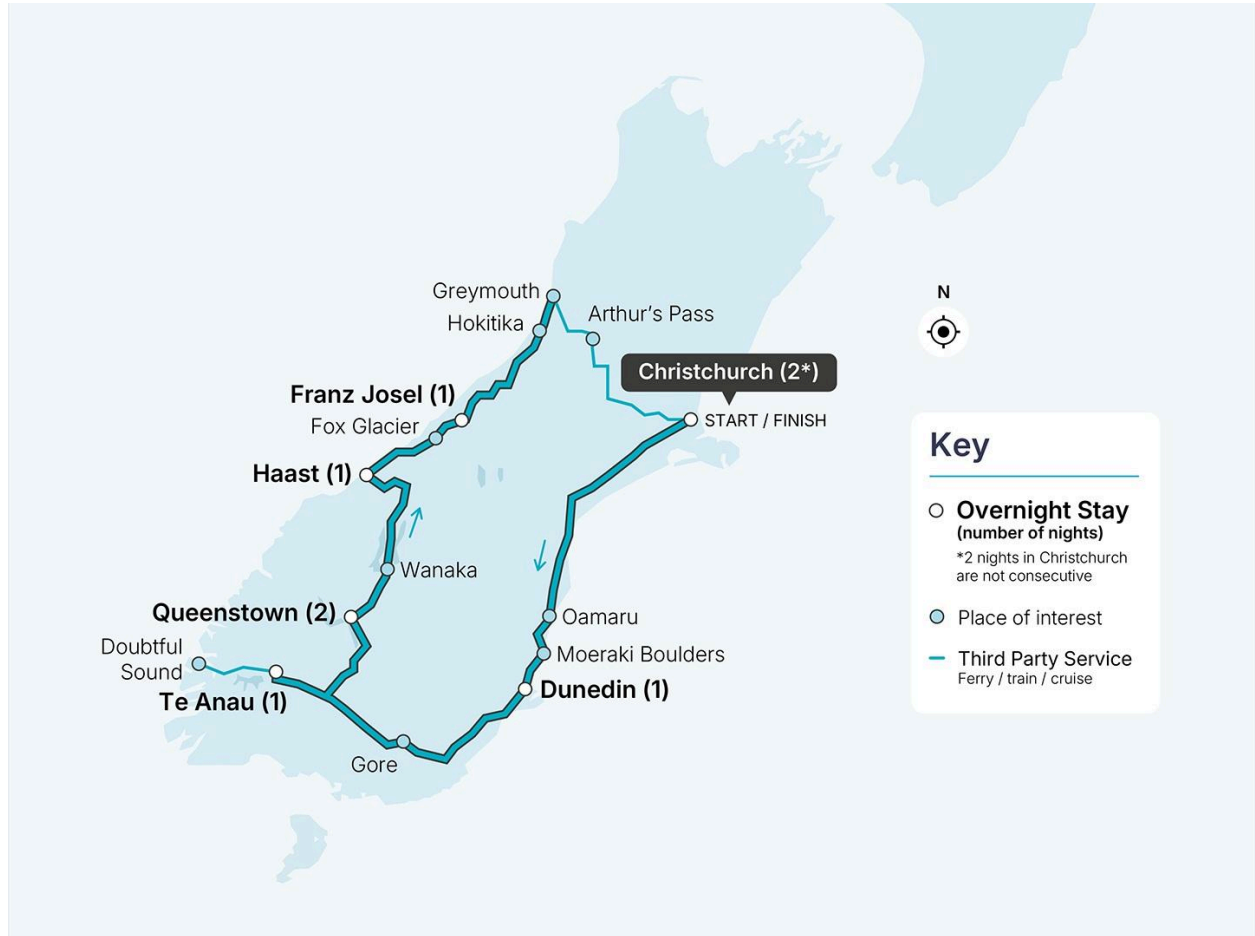 Greymouth
Hokitika
Arthur's Pass
Christchurch (2*)
START / FINISH
Franz Josel (1)
Fox Glacier
Haast (1)
Wanaka
Queenstown (2)
Doubtful
Sound
Te Anau (1)
Oamaru
Moeraki Boulders
Dunedin (1)
Gore
N
Key
Overnight Stay
(number of nights)
*2 nights in Christchurch
are not consecutive
Place of interest
Third Party Service
Ferry / train / cruise